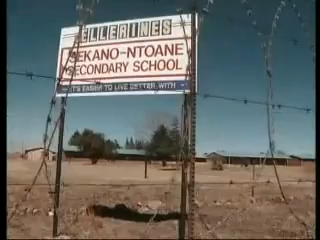 ELLERINES
SEKANO-NTOANE
SECONDARY SCHOOL
IT'S EASIER TO LIVE BETTER WITH